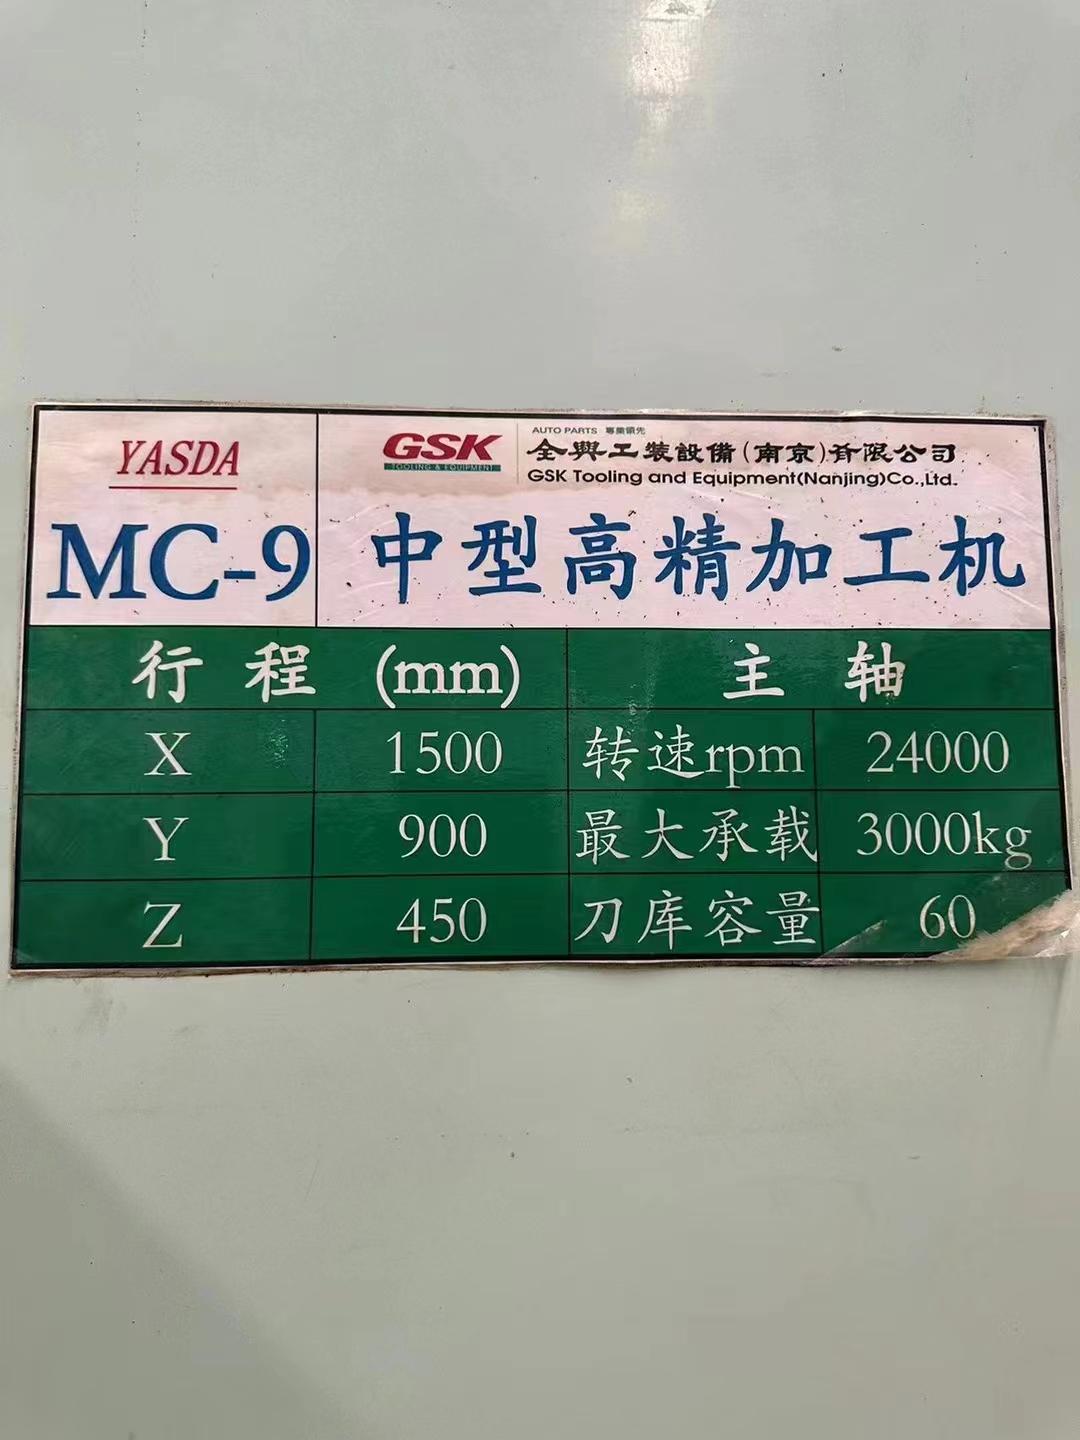 YASDA
MC-9
GSK
TOOLING & EQUIPMENT
AUTO PARTS 專業領先
全興工裝設備(南京)有限公司
GSK Tooling and Equipment(Nanjing)Co.,Ltd.
中型高精加工机
行程 (mm) 主轴
X 1500 转速rpm 24000
Y 900 最大承载 3000kg
Z 450 刀库容量 60